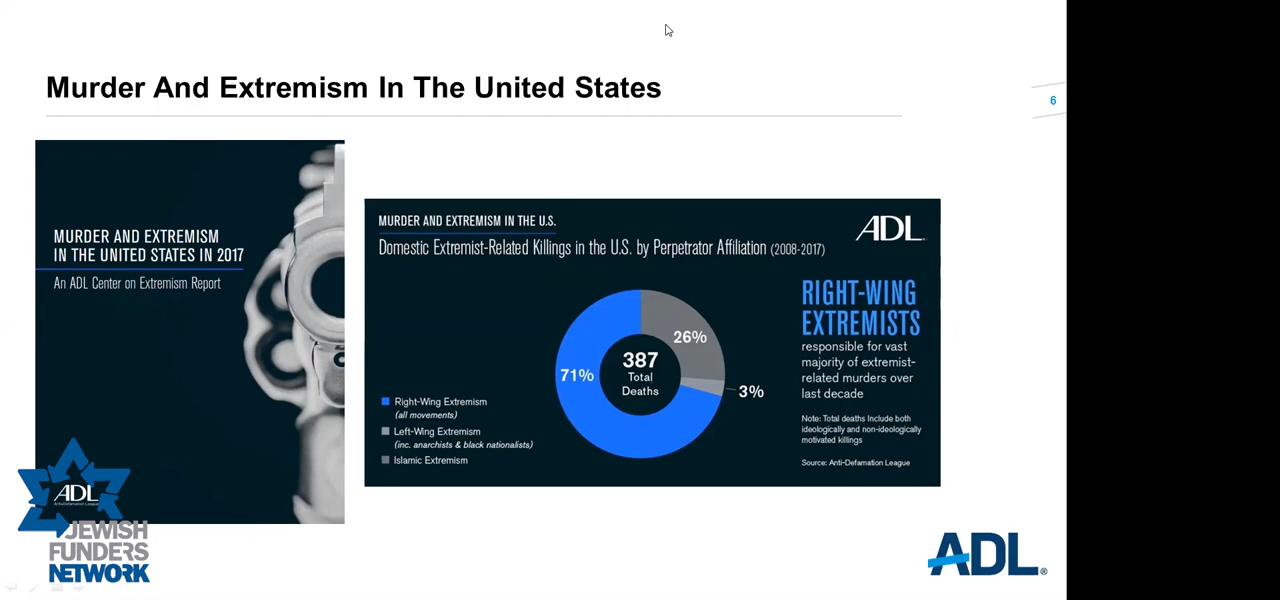 Murder And Extremism In The United States
6
MURDER AND EXTREMISM
IN THE UNITED STATES IN 2017
An ADL Center on Extremism Report
MURDER AND EXTREMISM IN THE U.S.
Domestic Extremist-Related Killings in the U.S. by Perpetrator Affiliation (2008-2017)
ADL
71%
26%
3%
387
Total
Deaths
Right-Wing Extremism
(all movements)
Left-Wing Extremism
(inc. anarchists & black nationalists)
Islamic Extremism
RIGHT-WING
EXTREMISTS
responsible for vast
majority of extremist-
related murders over
last decade
Note: Total deaths Include both
ideologically and non-ideologically
motivated killings
Source: Anti-Defamation League
ADL
Anti-Defamation League
JEWISH
FUNDERS
NETWORK
ADL®